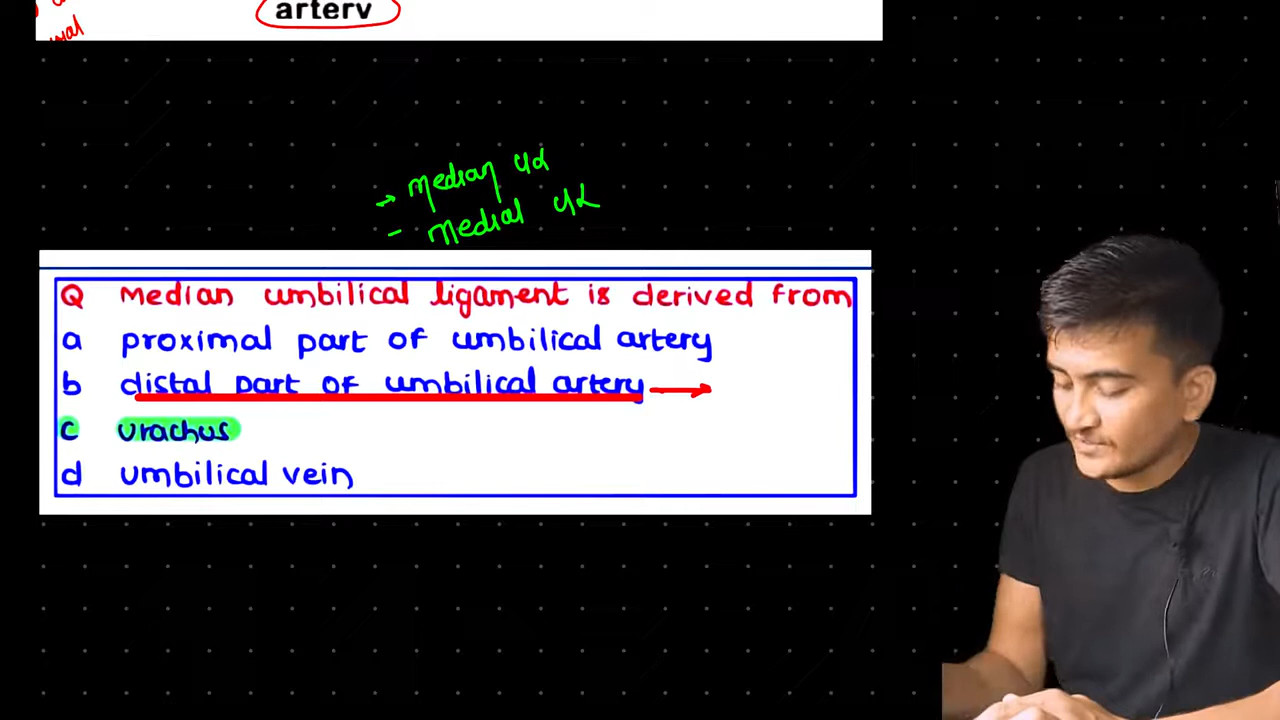 artery
→ Median UL
- Medial UL
Q Median umbilical ligament is derived from
a proximal part of umbilical artery
b distal part of umbilical artery →
c urachus
d umbilical vein